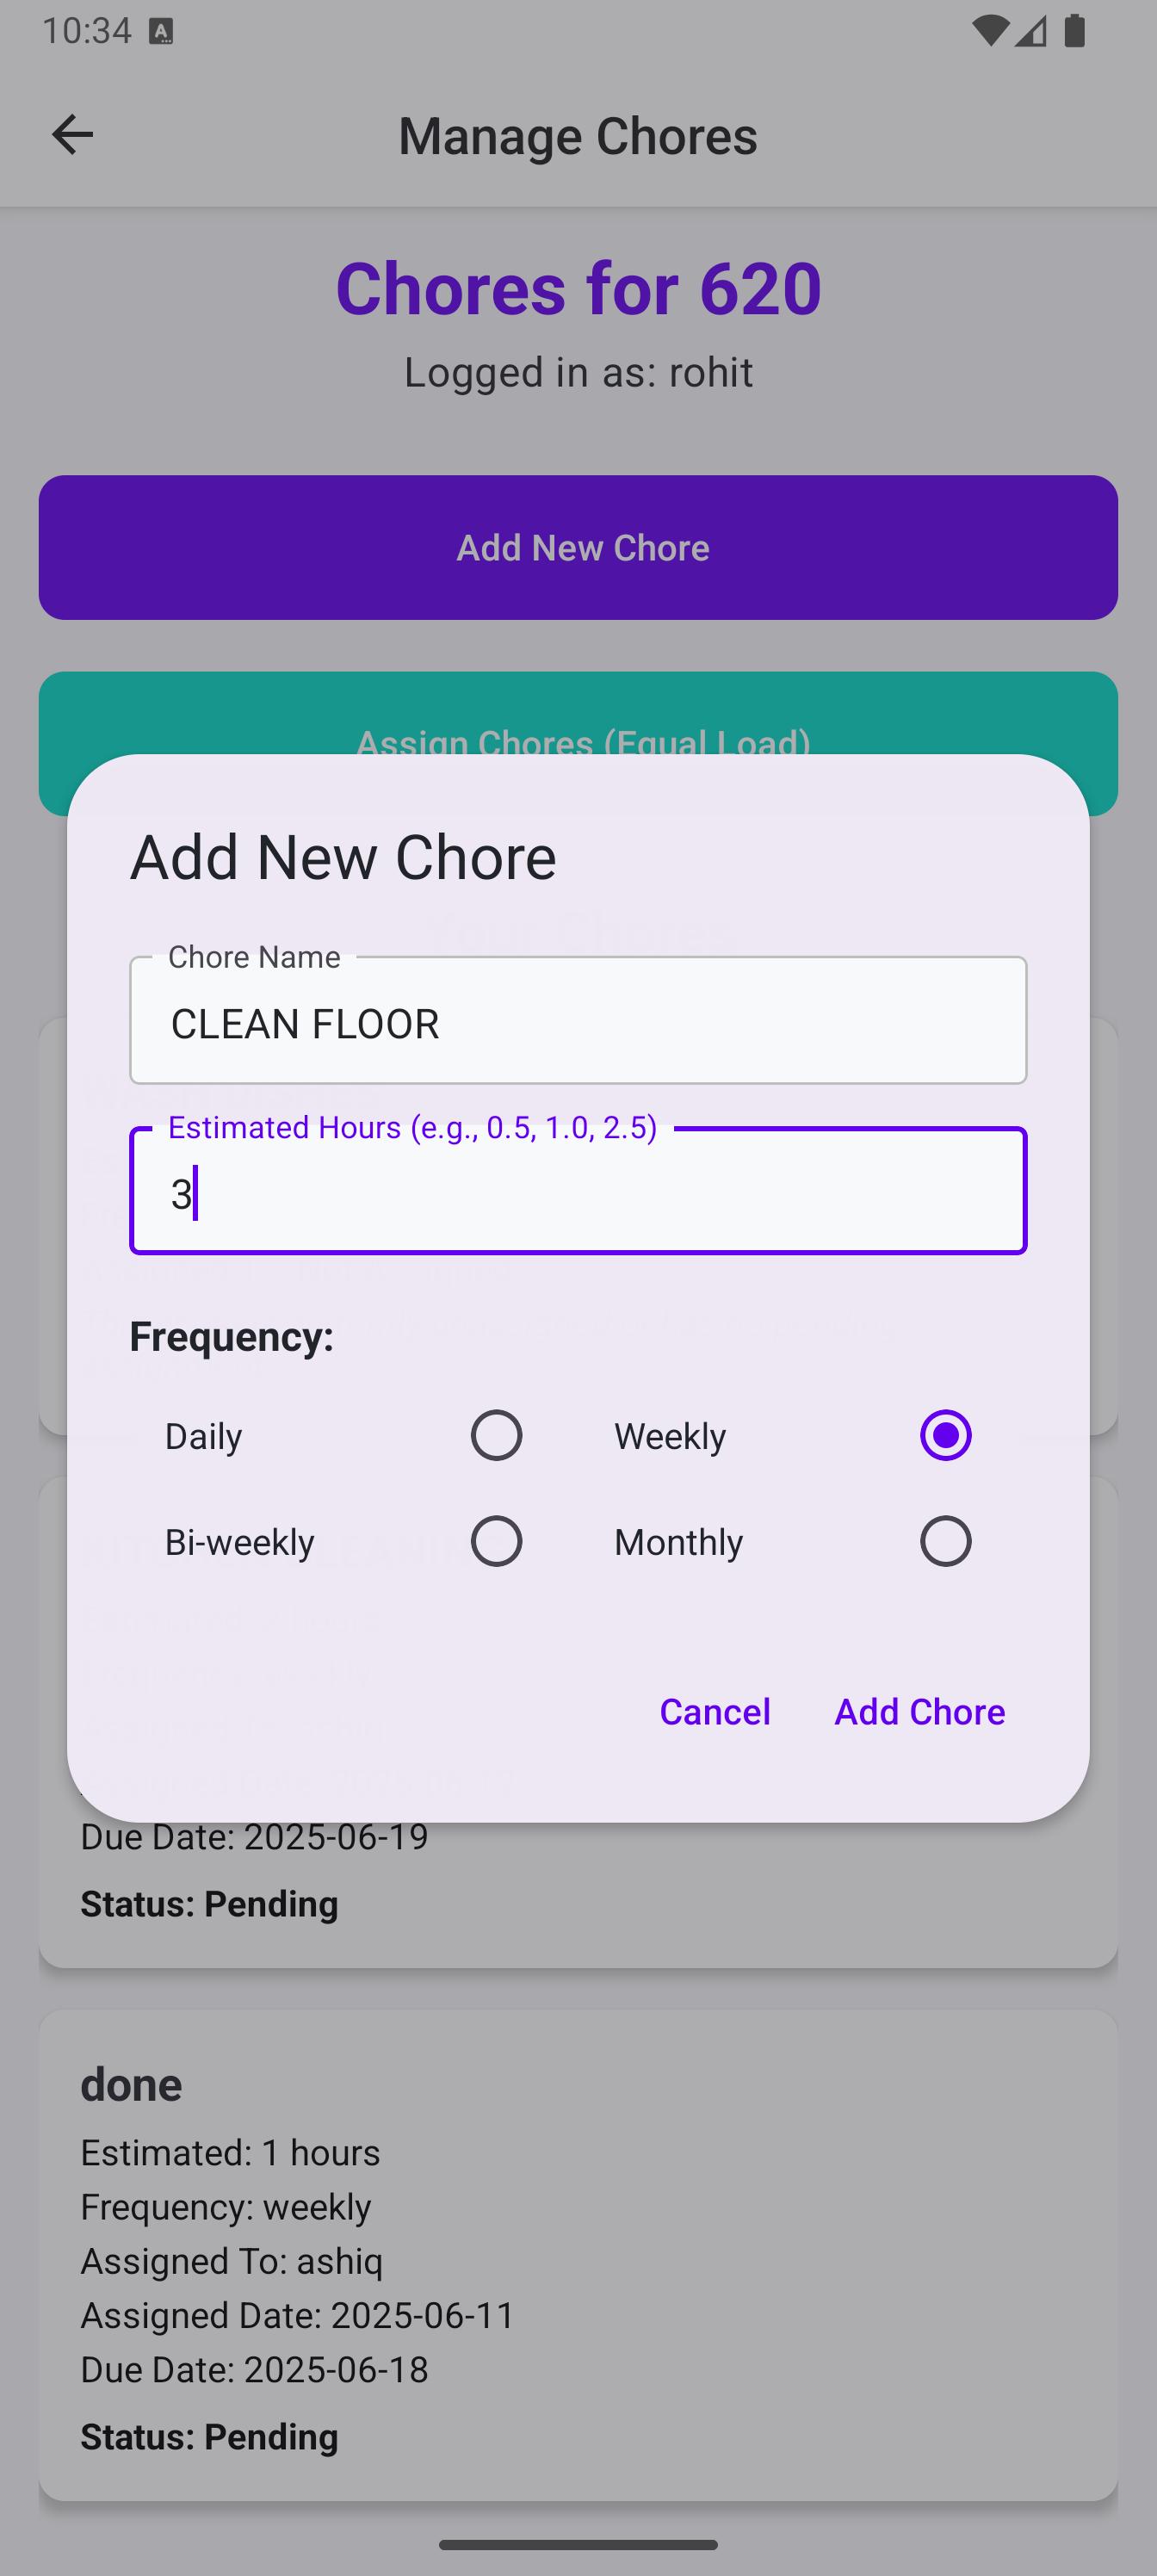 10:34
A
Manage Chores
Chores for 620
Logged in as: rohit
Add New Chore
Assign Chores (Equal Load)
Add New Chore
Chore Name
CLEAN FLOOR
Estimated Hours (e.g., 0.5, 1.0, 2.5)
3
Frequency:
Daily Weekly
Bi-weekly Monthly
Cancel Add Chore
Due Date: 2025-06-19
Status: Pending
done
Estimated: 1 hours
Frequency: weekly
Assigned To: ashiq
Assigned Date: 2025-06-11
Due Date: 2025-06-18
Status: Pending